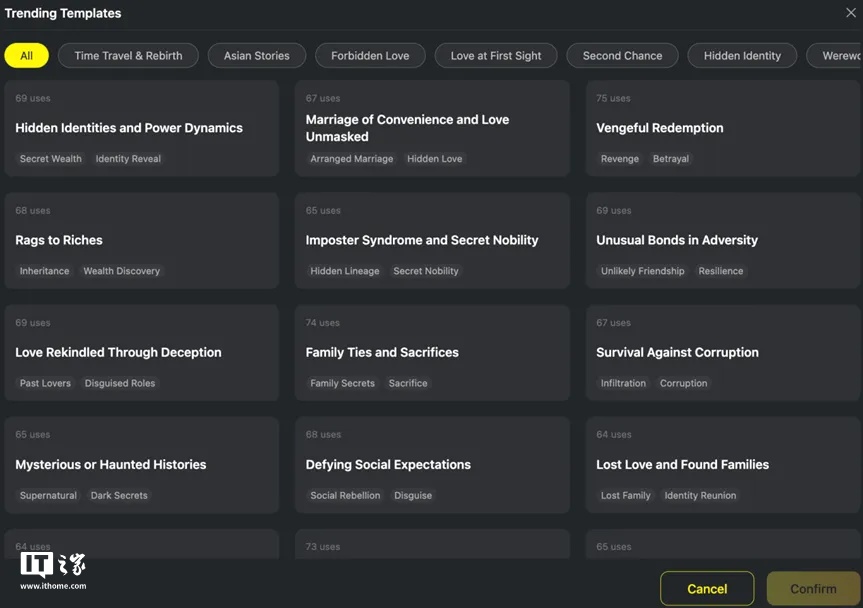 Trending Templates
All Time Travel & Rebirth Asian Stories Forbidden Love Love at First Sight Second Chance Hidden Identity Werewo
69 uses 67 uses 75 uses
Hidden Identities and Power Dynamics
Marriage of Convenience and Love
Unmasked
Vengeful Redemption
Secret Wealth Identity Reveal Arranged Marriage Hidden Love Revenge Betrayal
68 uses 65 uses 69 uses
Rags to Riches Imposter Syndrome and Secret Nobility Unusual Bonds in Adversity
Inheritance Wealth Discovery Hidden Lineage Secret Nobility Unlikely Friendship Resilience
69 uses 74 uses 67 uses
Love Rekindled Through Deception Family Ties and Sacrifices Survival Against Corruption
Past Lovers Disguised Roles Family Secrets Sacrifice Infiltration Corruption
65 uses 68 uses 64 uses
Mysterious or Haunted Histories Defying Social Expectations Lost Love and Found Families
Supernatural Dark Secrets Social Rebellion Disguise Lost Family Identity Reunion
64 uses 73 uses 65 uses
IT之家
www.ithome.com
Cancel Confirm